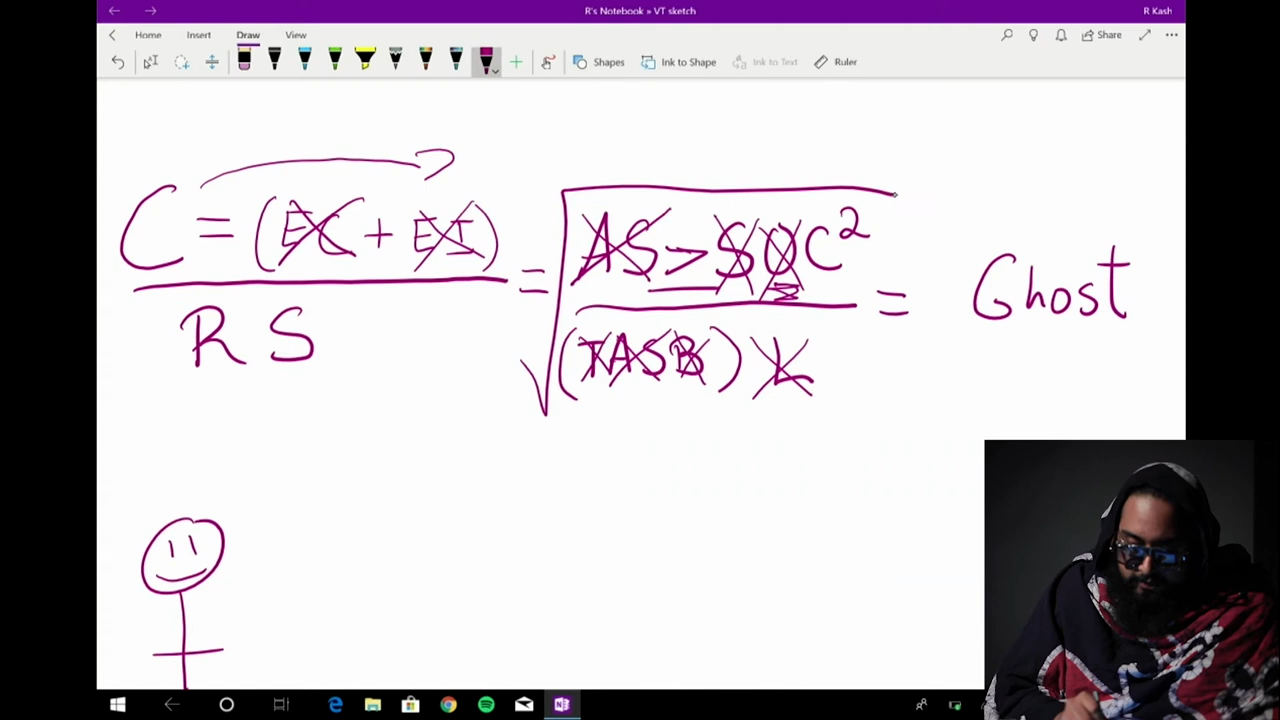 R's Notebook » VT sketch
R Kash
Home Insert Draw View
Share
Shapes Ink to Shape Ink to Text Ruler
C = (EC + EI) = AS ≥ SOC² = Ghost
RS (TASB) L